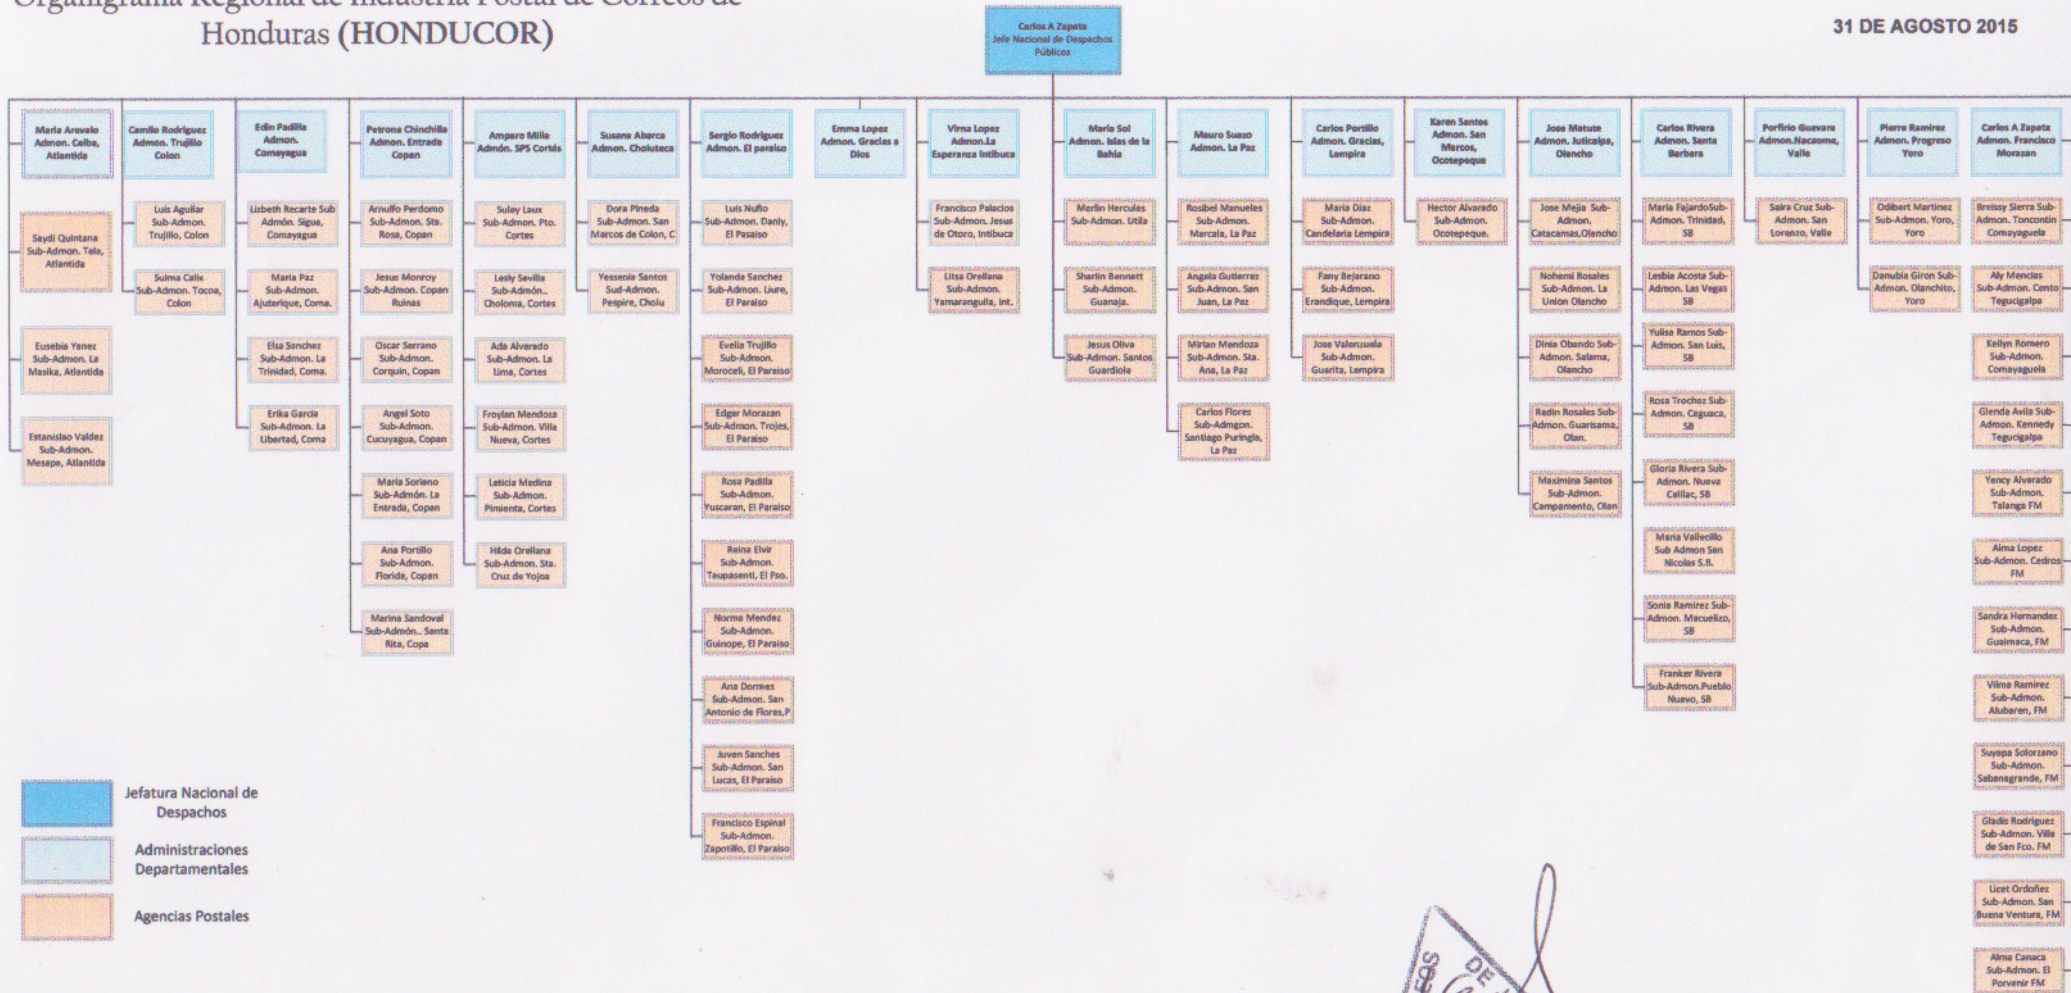 Organigrama Regional de Industria Postal de Correos de
Honduras (HONDUCOR)
31 DE AGOSTO 2015
Carlos A Zapata
Jefe Nacional de Despachos
Públicos
Maria Arevalo
Admon. Ceiba,
Atlantida
Saydi Quintana
Sub-Admon. Tela,
Atlantida
Eusebia Yanez
Sub-Admon. La
Masika, Atlantida
Estanislao Valdez
Sub-Admon.
Mesapa, Atlantida
Camilo Rodriguez
Admón. Trujillo
Colon
Luis Aguilar
Sub-Admon.
Trujillo, Colon
Sulma Calix
Sub-Admon. Tocoa,
Colon
Edin Padilla
Admon.
Comayagua
Lizbeth Recarte Sub
Admón. Sigua,
Comayagua
Maria Paz
Sub-Admon.
Ajuterique, Coma.
Elsa Sanchez
Sub-Admon. La
Trinidad, Coma.
Erika Garcia
Sub-Admon. La
Libertad, Coma
Petrona Chinchilla
Admon. Entrada
Copan
Arnulfo Perdomo
Sub-Admon. Sta.
Rosa, Copan
Jesus Monroy
Sub-Admon. Copan
Ruinas
Oscar Serrano
Sub-Admon.
Corquin, Copan
Angel Soto
Sub-Admon.
Cucuyagua, Copan
Maria Soriano
Sub-Admón. La
Entrada, Copan
Ana Portillo
Sub-Admon.
Florida, Copan
Marina Sandoval
Sub-Admón.. Santa
Rita, Copa
Amparo Milla
Admón. SPS Cortés
Suley Laux
Sub-Admon. Pto.
Cortes
Lesly Sevilla
Sub-Admón..
Choloma, Cortes
Ada Alvarado
Sub-Admon. La
Lima, Cortes
Froylan Mendoza
Sub-Admon. Villa
Nueva, Cortes
Leticia Medina
Sub-Admon.
Pimienta, Cortes
Hilda Orellana
Sub-Admon. Sta.
Cruz de Yojoa
Susana Abarca
Admon. Choluteca
Dora Pineda
Sub-Admon. San
Marcos de Colon, C
Yessenia Santos
Sud-Admon.
Pespire, Cholu
Sergio Rodriguez
Admon. El paraiso
Luis Nuñio
Sub-Admon. Danly,
El Pasaiso
Yolanda Sanchez
Sub-Admon. Liure,
El Paraiso
Evelia Trujillo
Sub-Admon.
Moroceli, El Paraiso
Edgar Morazan
Sub-Admon. Trojes,
El Paraiso
Rosa Padilla
Sub-Admon.
Yuscaran, El Paraiso
Reina Elvir
Sub-Admon.
Teupasenti, El Pso.
Norma Mendez
Sub-Admon.
Guinope, El Paraiso
Ana Dormes
Sub-Admon. San
Antonio de Flores,P
Juven Sanches
Sub-Admon. San
Lucas, El Paraiso
Francisco Espinal
Sub-Admon.
Zapotillo, El Paraiso
Emma Lopez
Admon. Gracias a
Dios
Virna Lopez
Admon.La
Esperanza Intibuca
Francisco Palacios
Sub-Admon. Jesus
de Otoro, Intibuca
Litsa Orellana
Sub-Admon.
Yamaranguila, Int.
Maria Sol
Admon. Islas de la
Bahia
Merlin Hercules
Sub-Admon. Utila
Sharlin Bennett
Sub-Admon.
Guanaja.
Jesus Oliva
Sub-Admon. Santos
Guardiola
Mauro Suazo
Admon. La Paz
Rosibel Manueles
Sub-Admon.
Marcala, La Paz
Angela Gutierrez
Sub-Admon. San
Juan, La Paz
Mirian Mendoza
Sub-Admon. Sta.
Ana, La Paz
Carlos Flores
Sub-Admgon.
Santiago Puringla,
La Paz
Carlos Portillo
Admon. Gracias,
Lempira
Maria Diaz
Sub-Admon.
Candelaria Lempira
Fany Bejarano
Sub-Admon.
Erandique, Lempira
Jose Valenzuela
Sub-Admon.
Guarita, Lempira
Karen Santos
Admon. San
Marcos,
Ocotepeque
Hector Alvarado
Sub-Admon.
Ocotepeque.
Jose Matute
Admon. Juticalpa,
Olancho
Jose Mejia Sub-
Admon.
Catacamas,Olancho
Nohemi Rosales
Sub-Admon. La
Union Olancho
Dinia Obando Sub-
Admon. Salama,
Olancho
Redin Rosales Sub-
Admon. Guarisama,
Olan.
Maximina Santos
Sub-Admon.
Campamento, Olan
Carlos Rivera
Admon. Santa
Barbara
Maria FajardoSub-
Admon. Trinidad,
SB
Lesbia Acosta Sub-
Admon. Las Vegas
SB
Yulisa Ramos Sub-
Admon. San Luis,
SB
Rosa Trochez Sub-
Admon. Ceguaca,
SB
Gloria Rivera Sub-
Admon. Nueva
Celilac, SB
Maria Vallecillo
Sub Admon San
Nicolas S.B.
Sonia Ramirez Sub-
Admon. Macuelizo,
SB
Franker Rivera
Sub-Admon.Pueblo
Nuevo, SB
Porfirio Guevara
Admon.Nacaome,
Valle
Saira Cruz Sub-
Admon. San
Lorenzo, Valle
Pierre Ramirez
Admon. Progreso
Yoro
Odibert Martinez
Sub-Admon. Yoro,
Yoro
Danubia Giron Sub-
Admon. Olanchito,
Yoro
Carlos A Zapata
Admon. Francisco
Morazan
Breissy Sierra Sub-
Admon. Toncontin
Comayaguela
Aly Mencias
Sub-Admon. Cento
Tegucigalpa
Kellyn Romero
Sub-Admon.
Comayaguela
Glenda Avila Sub-
Admon. Kennedy
Tegucigalpa
Yency Alvarado
Sub-Admon.
Talanga FM
Alma Lopez
Sub-Admon. Cedros
FM
Sandra Hernandez
Sub-Admon.
Guaimaca, FM
Vilma Ramirez
Sub-Admon.
Alubaren, FM
Suyapa Solorzano
Sub-Admon.
Sabanagrande, FM
Gladis Rodriguez
Sub-Admon. Villa
de San Fco. FM
Licet Ordoñez
Sub-Admon. San
Buena Ventura, FM
Alma Canaca
Sub-Admon. El
Porvenir FM
Jefatura Nacional de
Despachos
Administraciones
Departamentales
Agencias Postales
DE